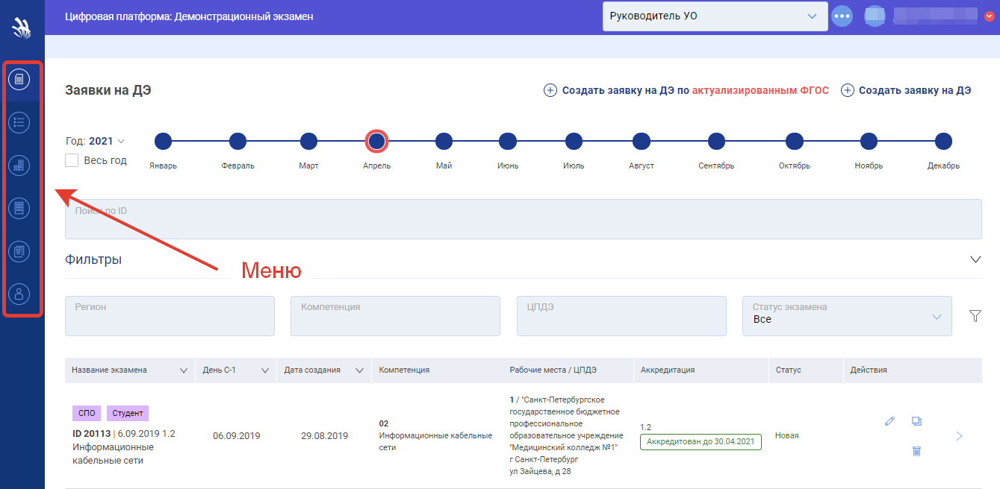 Цифровая платформа: Демонстрационный экзамен
Руководитель УО
Заявки на ДЭ
Создать заявку на ДЭ по актуализированным ФГОС
Создать заявку на ДЭ
Год: 2021
Весь год
Январь
Февраль
Март
Апрель
Май
Июнь
Июль
Август
Сентябрь
Октябрь
Ноябрь
Декабрь
Поиск по ID
Фильтры
Меню
Регион
Компетенция
ЦПДЭ
Статус экзамена
Все
Название экзамена
День С-1
Дата создания
Компетенция
Рабочие места / ЦПДЭ
Аккредитация
Статус
Действия
СПО
Студент
ID 20113 | 6.09.2019 1.2
Информационные
кабельные сети
06.09.2019
29.08.2019
02
Информационные кабельные
сети
1 / "Санкт-Петербургское
государственное бюджетное
профессиональное
образовательное учреждение
"Медицинский колледж №1"
г Санкт-Петербург
ул Зайцева, д 28
1.2
Аккредитован до 30.04.2021
Новая